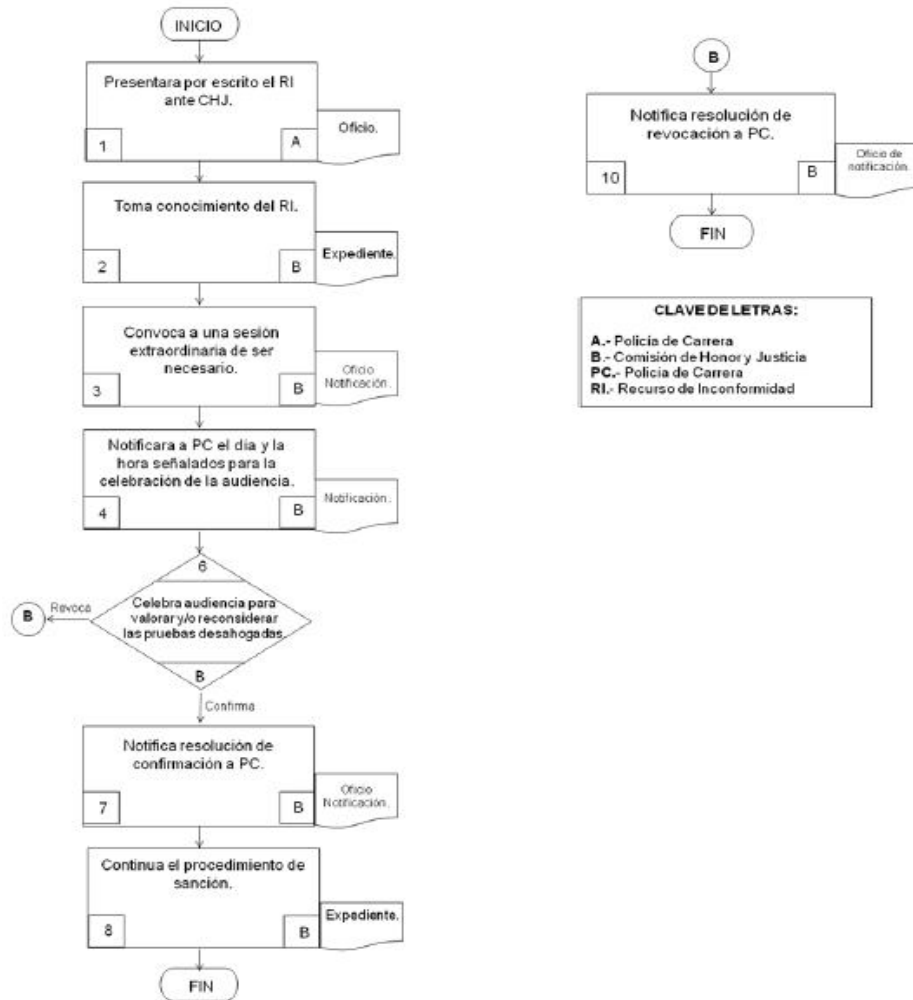 INICIO
Presentara por escrito el RI
ante CHJ.
1
A
Oficio.
Toma conocimiento del RI.
2
B
Expediente.
Convoca a una sesión
extraordinaria de ser
necesario.
3
B
Oficio
Notificación.
Notificara a PC el día y la
hora señalados para la
celebración de la audiencia.
4
B
Notificación.
6
Celebra audiencia para
valorar y/o reconsiderar
las pruebas desahogadas.
B
Revoca
B
Confirma
Notifica resolución de
confirmación a PC.
7
B
Oficio
Notificación.
Continua el procedimiento de
sanción.
8
B
Expediente.
FIN
B
Notifica resolución de
revocación a PC.
10
B
Oficio de
notificación.
FIN
CLAVE DE LETRAS:
A.- Policía de Carrera
B.- Comisión de Honor y Justicia
PC.- Policía de Carrera
RI.- Recurso de Inconformidad